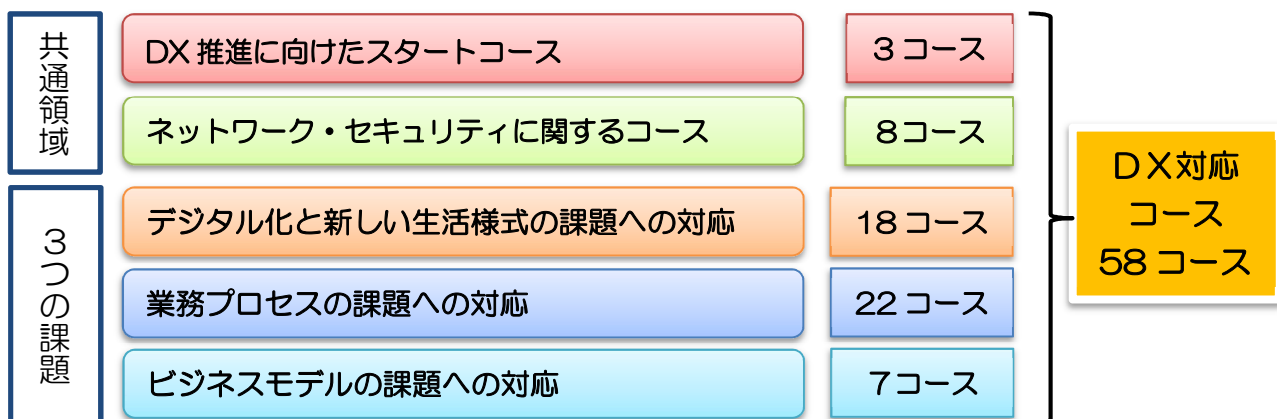 共通領域
DX 推進に向けたスタートコース
3 コース
ネットワーク・セキュリティに関するコース
8コース
3つの課題
デジタル化と新しい生活様式の課題への対応
18 コース
業務プロセスの課題への対応
22 コース
ビジネスモデルの課題への対応
7コース
DX対応
コース
58 コース